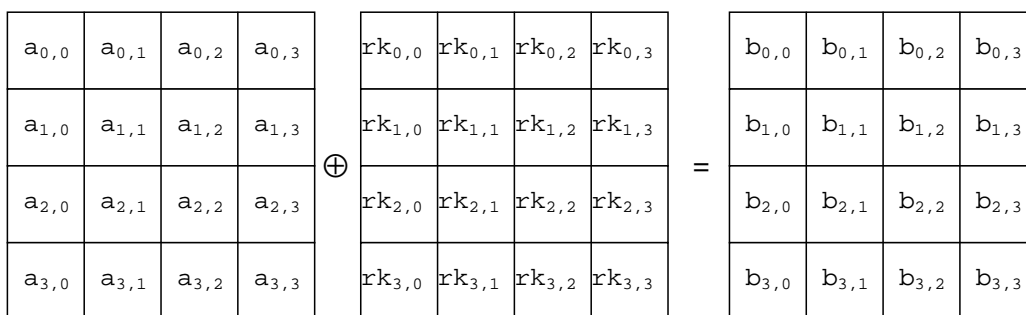 a₀,₀ a₀,₁ a₀,₂ a₀,₃ rk₀,₀ rk₀,₁ rk₀,₂ rk₀,₃ b₀,₀ b₀,₁ b₀,₂ b₀,₃
a₁,₀ a₁,₁ a₁,₂ a₁,₃ rk₁,₀ rk₁,₁ rk₁,₂ rk₁,₃ b₁,₀ b₁,₁ b₁,₂ b₁,₃
⊕ =
a₂,₀ a₂,₁ a₂,₂ a₂,₃ rk₂,₀ rk₂,₁ rk₂,₂ rk₂,₃ b₂,₀ b₂,₁ b₂,₂ b₂,₃
a₃,₀ a₃,₁ a₃,₂ a₃,₃ rk₃,₀ rk₃,₁ rk₃,₂ rk₃,₃ b₃,₀ b₃,₁ b₃,₂ b₃,₃